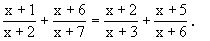 (x + 1)/(x + 2) + (x + 6)/(x + 7) = (x + 2)/(x + 3) + (x + 5)/(x + 6).